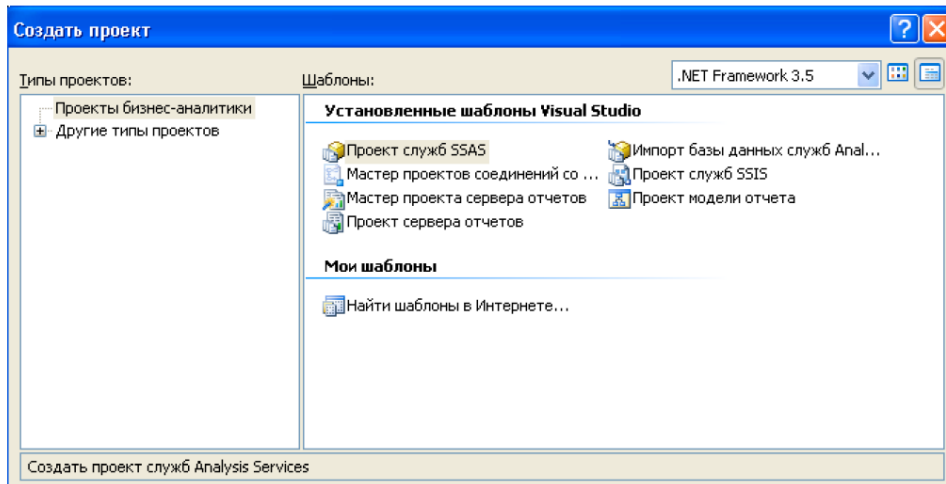 Создать проект
Типы проектов:
Шаблоны:
.NET Framework 3.5
Проекты бизнес-аналитики
Другие типы проектов
Установленные шаблоны Visual Studio
Проект служб SSAS
Импорт базы данных служб Anal...
Мастер проектов соединений со ...
Проект служб SSIS
Мастер проекта сервера отчетов
Проект модели отчета
Проект сервера отчетов
Мои шаблоны
Найти шаблоны в Интернете...
Создать проект служб Analysis Services